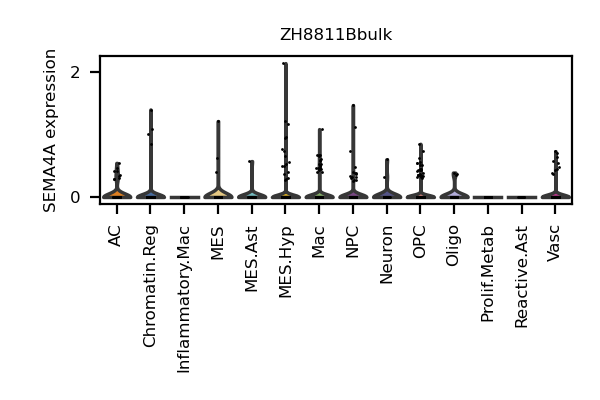 ZH8811Bbulk
SEMA4A expression
2
0
AC
Chromatin.Reg
Inflammatory.Mac
MES
MES.Ast
MES.Hyp
Mac
NPC
Neuron
OPC
Oligo
Prolif.Metab
Reactive.Ast
Vasc